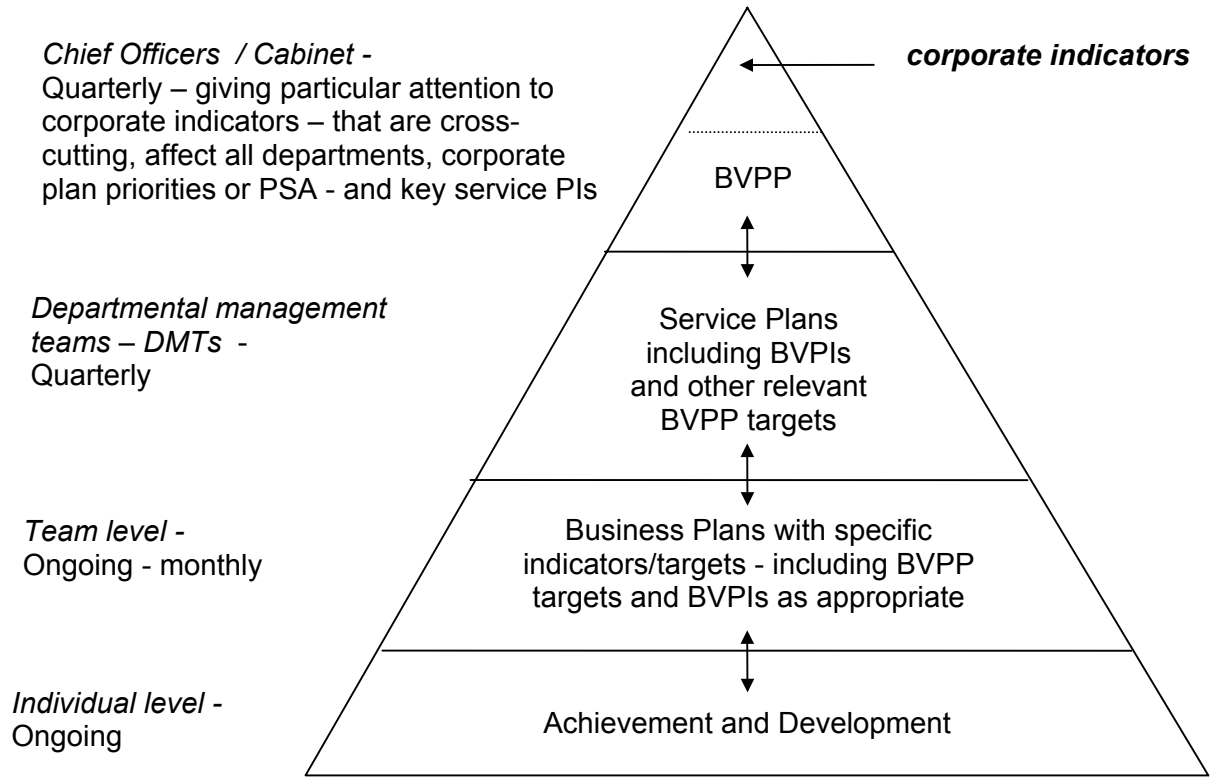 Chief Officers / Cabinet -
Quarterly – giving particular attention to
corporate indicators – that are cross-
cutting, affect all departments, corporate
plan priorities or PSA - and key service PIs
corporate indicators
BVPP
Departmental management
teams – DMTs -
Quarterly
Service Plans
including BVPIs
and other relevant
BVPP targets
Team level -
Ongoing - monthly
Business Plans with specific
indicators/targets - including BVPP
targets and BVPIs as appropriate
Individual level -
Ongoing
Achievement and Development